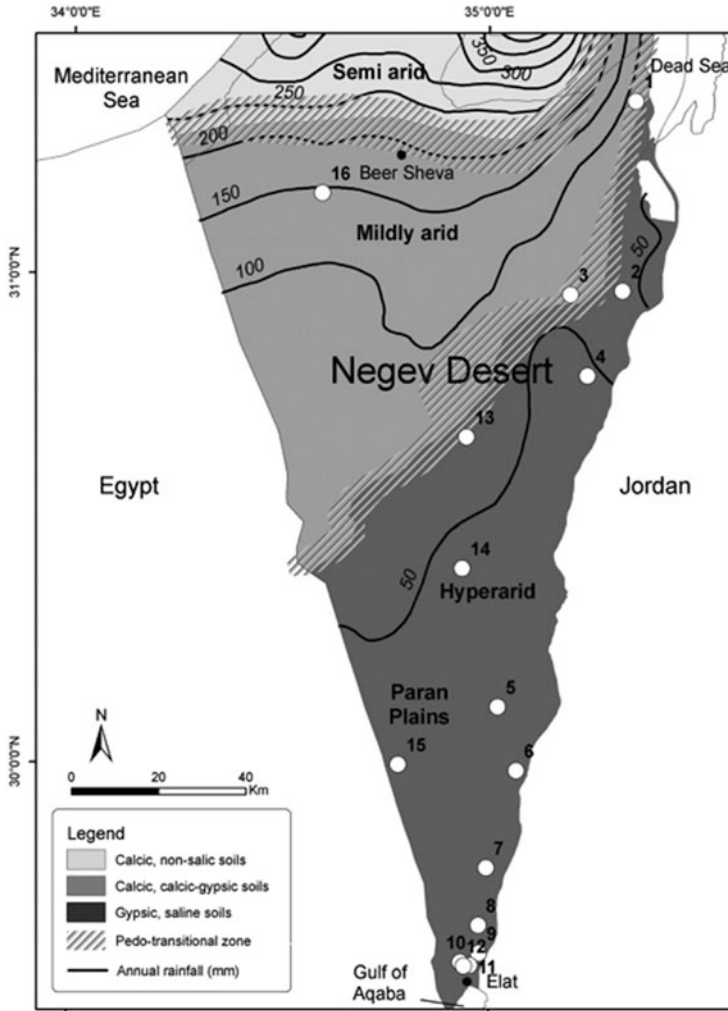 34°0'0"E
35°0'0"E
Mediterranean
Sea
Semi arid
350
300
250
Dead Sea
1
200
Beer Sheva
16
150
Mildly arid
50
31°0'0"N
100
3
2
Negev Desert
4
13
Egypt
Jordan
14
50
Hyperarid
Paran
Plains
5
15
6
30°0'0"N
N
0
20
40
Km
7
Legend
Calcic, non-salic soils
Calcic, calcic-gypsic soils
Gypsic, saline soils
Pedo-transitional zone
Annual rainfall (mm)
8
9
10
12
11
Elat
Gulf of
Aqaba